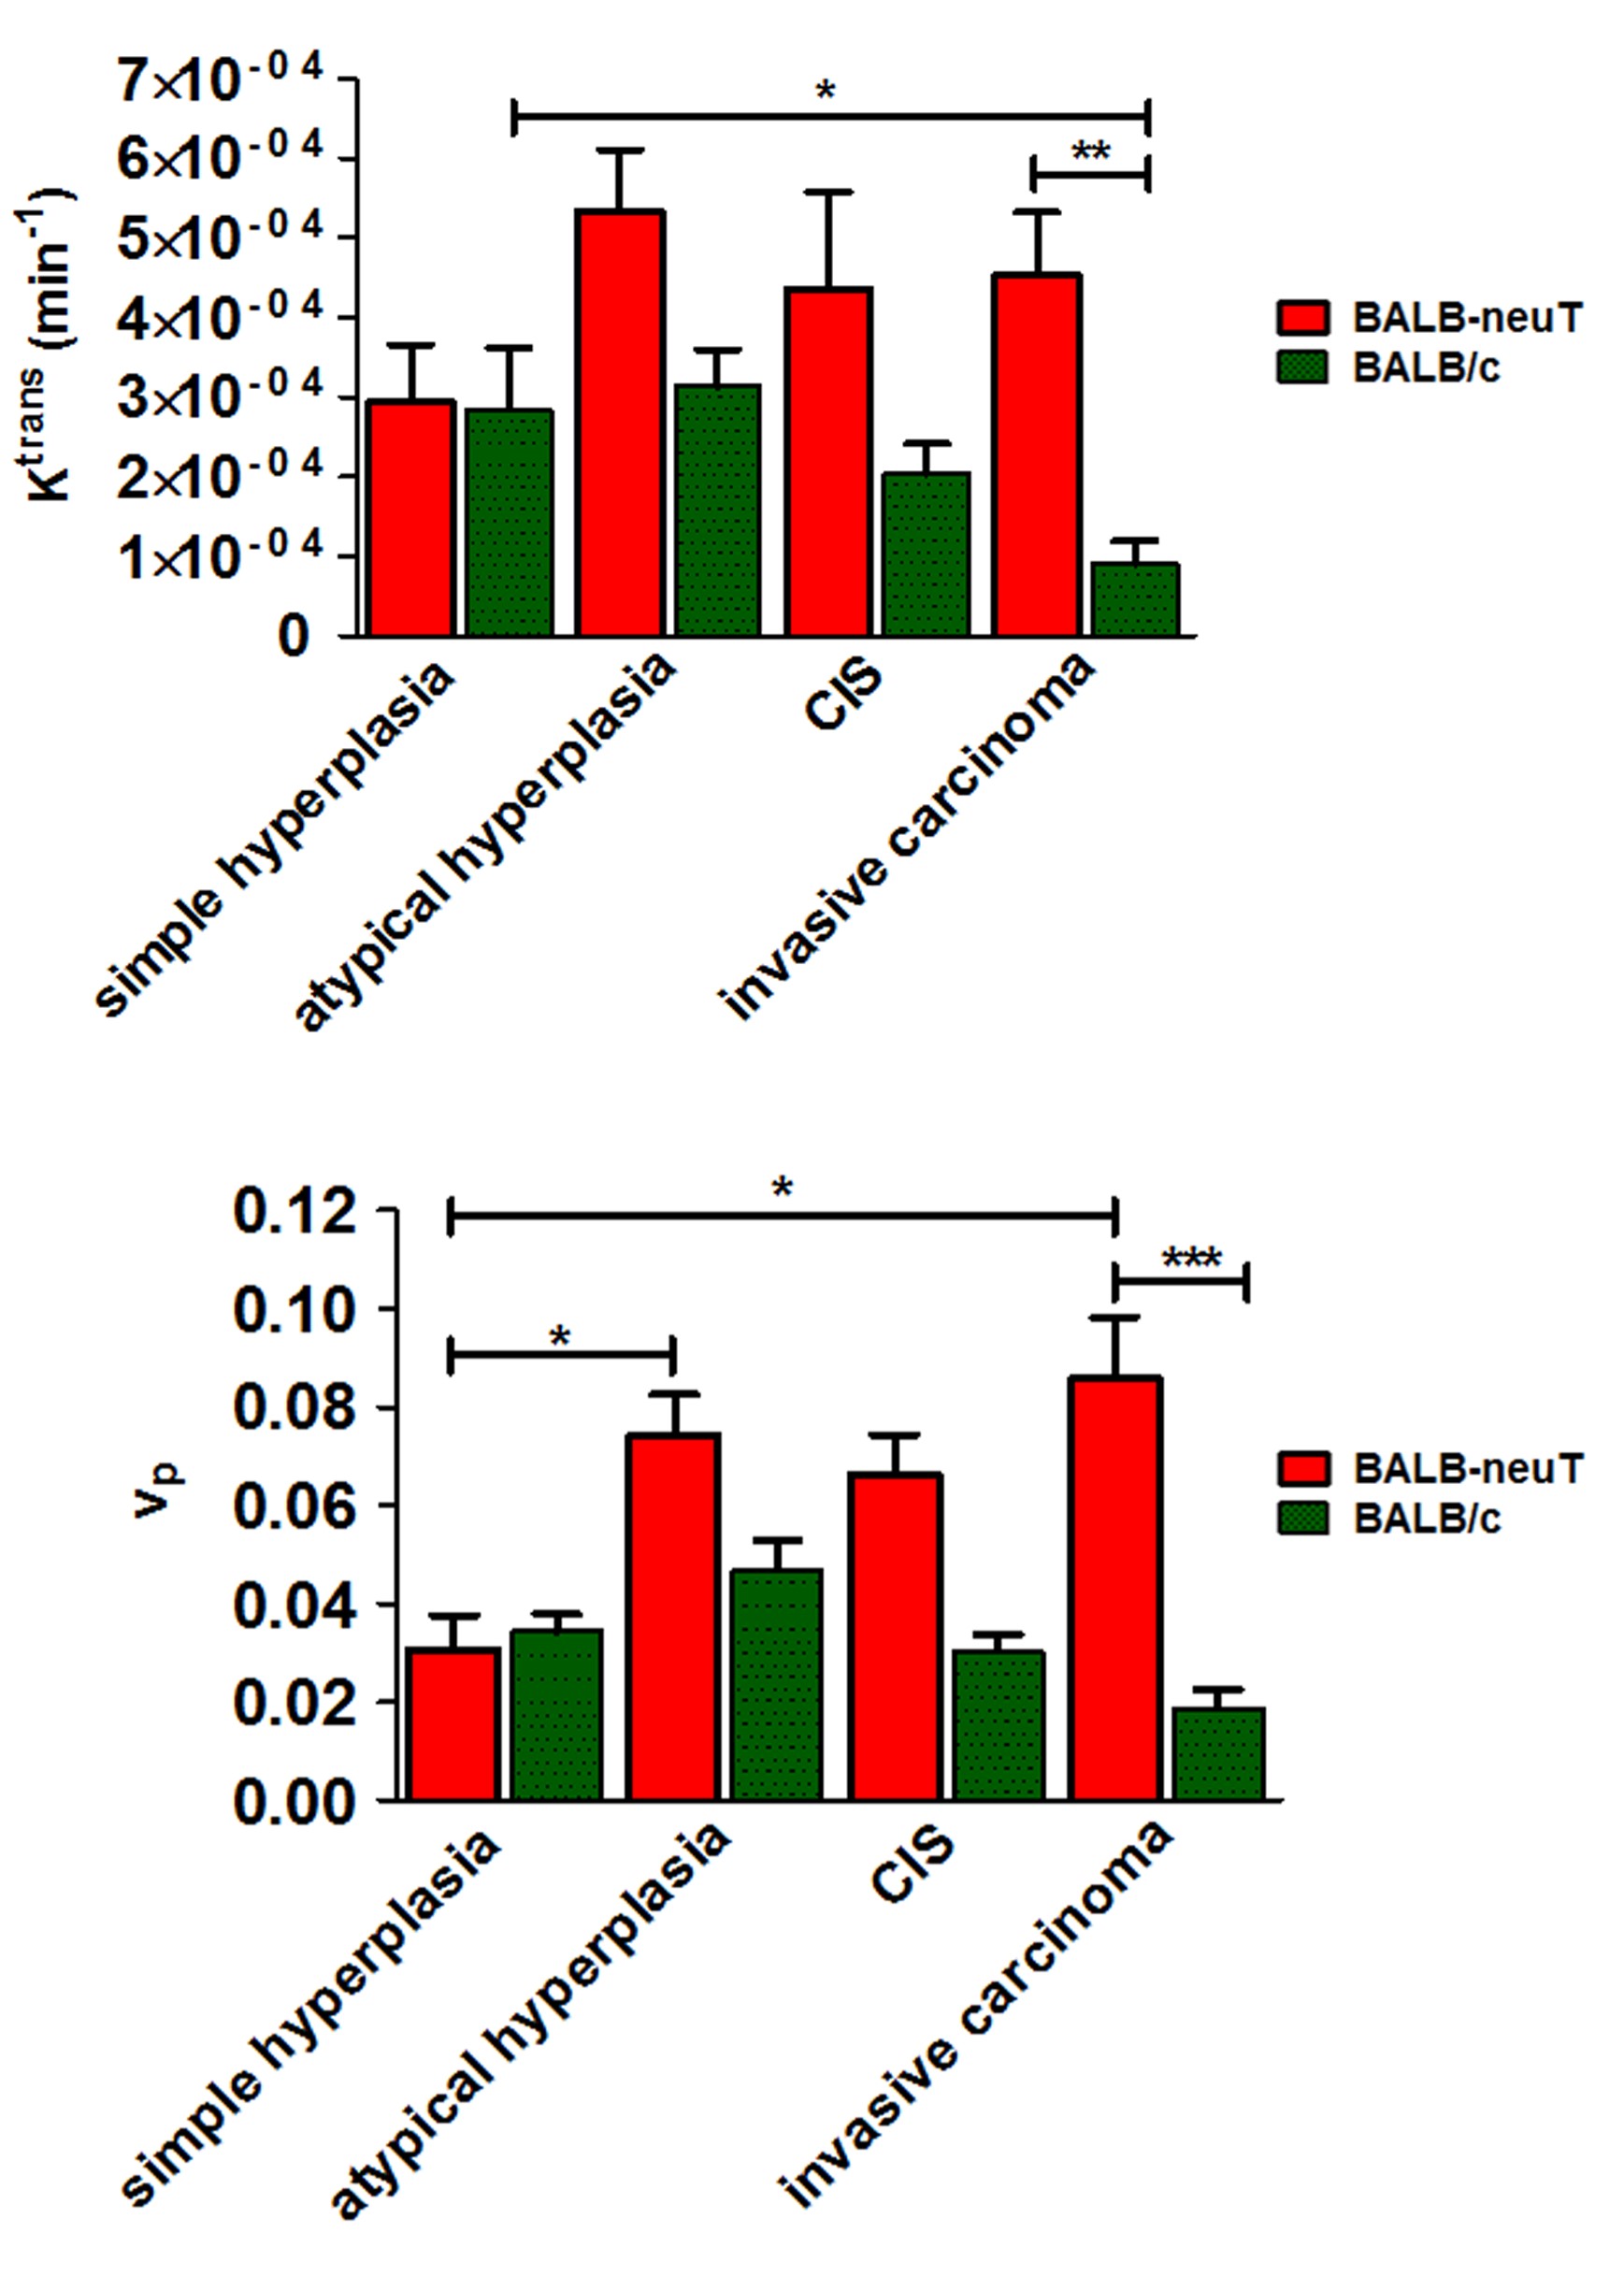 7×10⁻⁰⁴
*
6×10⁻⁰⁴
**
5×10⁻⁰⁴
4×10⁻⁰⁴
3×10⁻⁰⁴
2×10⁻⁰⁴
1×10⁻⁰⁴
0
Kᵗʳᵃⁿˢ (min⁻¹)
BALB-neuT
BALB/c
simple hyperplasia
atypical hyperplasia
CIS
invasive carcinoma
*
0.12
***
0.10
*
0.08
0.06
0.04
0.02
0.00
vₚ
BALB-neuT
BALB/c
simple hyperplasia
atypical hyperplasia
CIS
invasive carcinoma